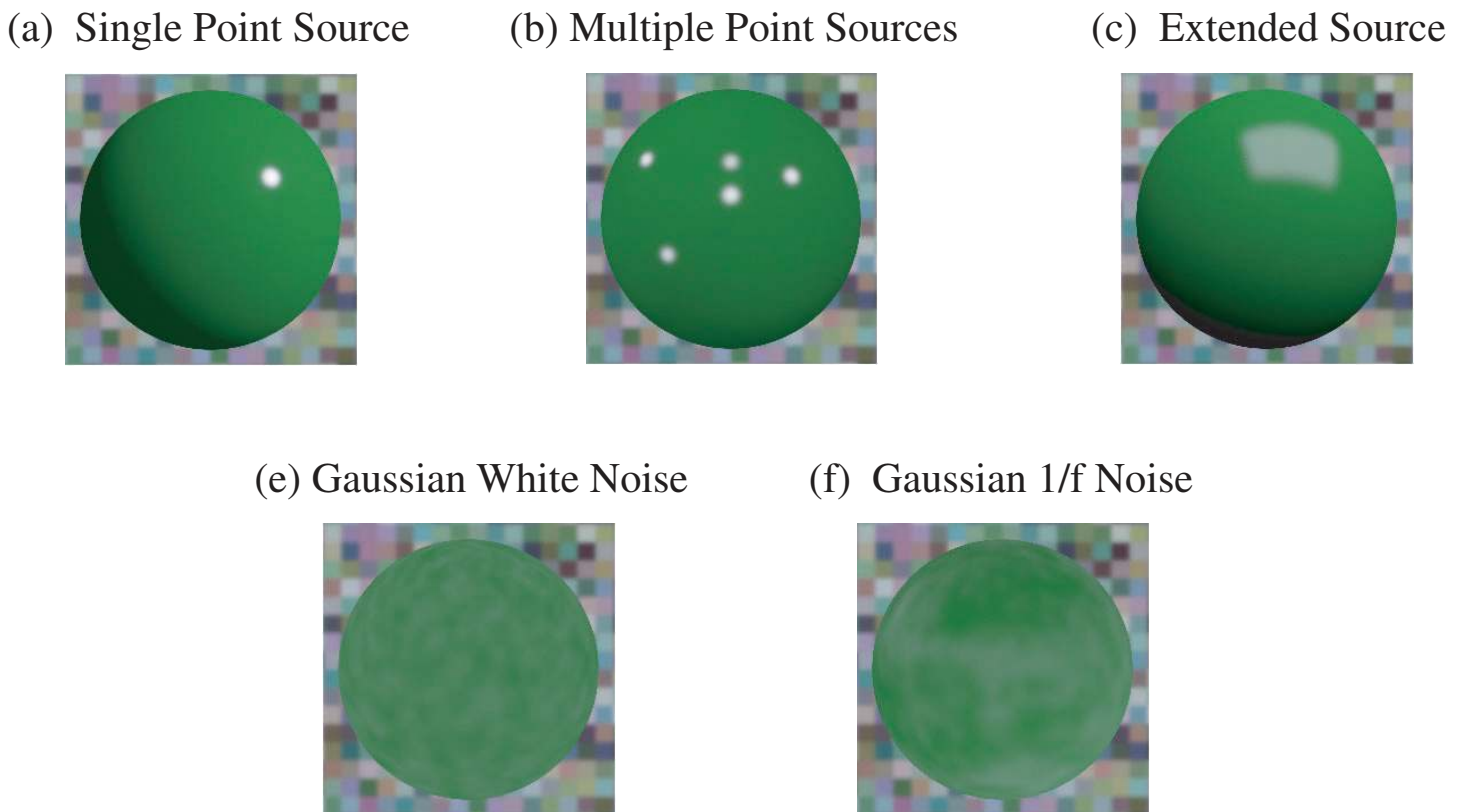 (a) Single Point Source
(b) Multiple Point Sources
(c) Extended Source
(e) Gaussian White Noise
(f) Gaussian 1/f Noise